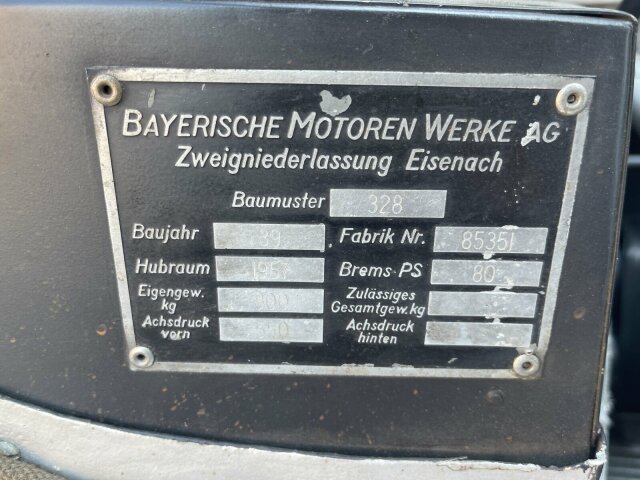 BAYERISCHE MOTOREN WERKE AG
Zweigniederlassung Eisenach
Baumuster 328
Baujahr 39 Fabrik Nr. 85351
Hubraum 1957 Brems-PS 80
Eigengew. kg Zulässiges Gesamtgew. kg
Achsdruck vorn Achsdruck hinten